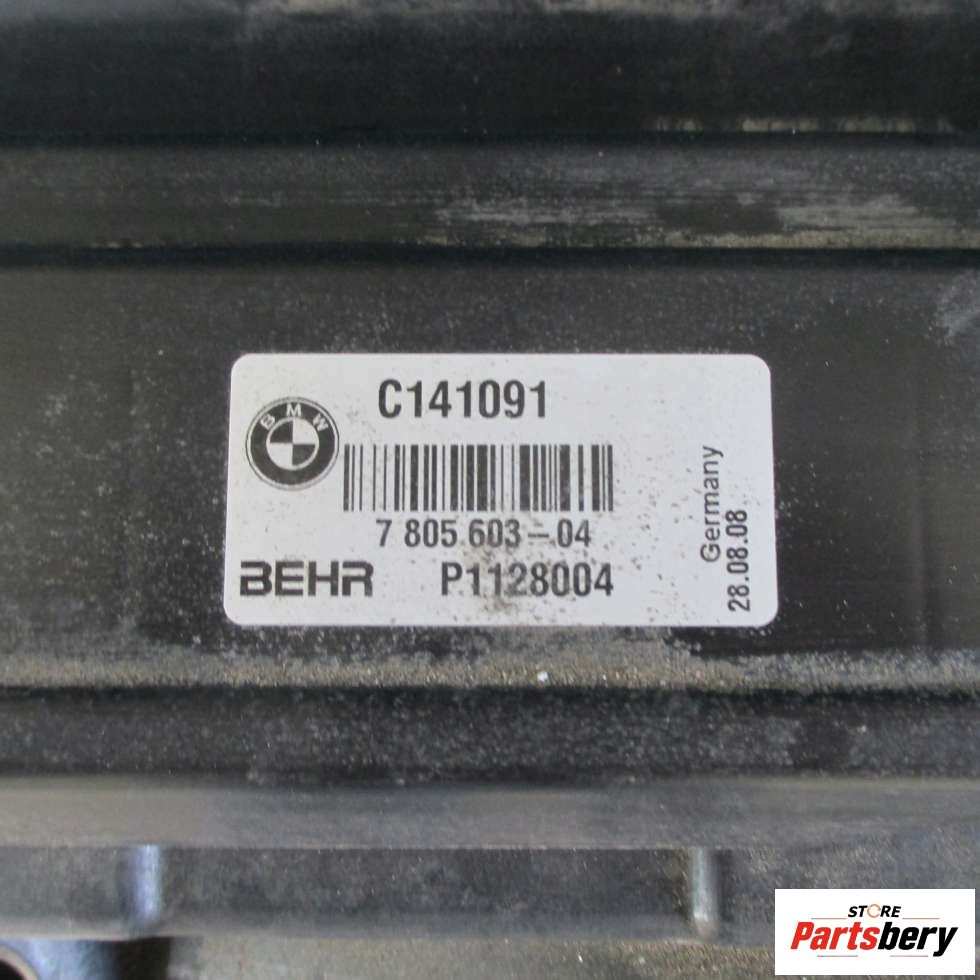 C141091
BMW
7 805 603-04
BEHR P1128004
Germany
28.08.08
STORE
Partsbery